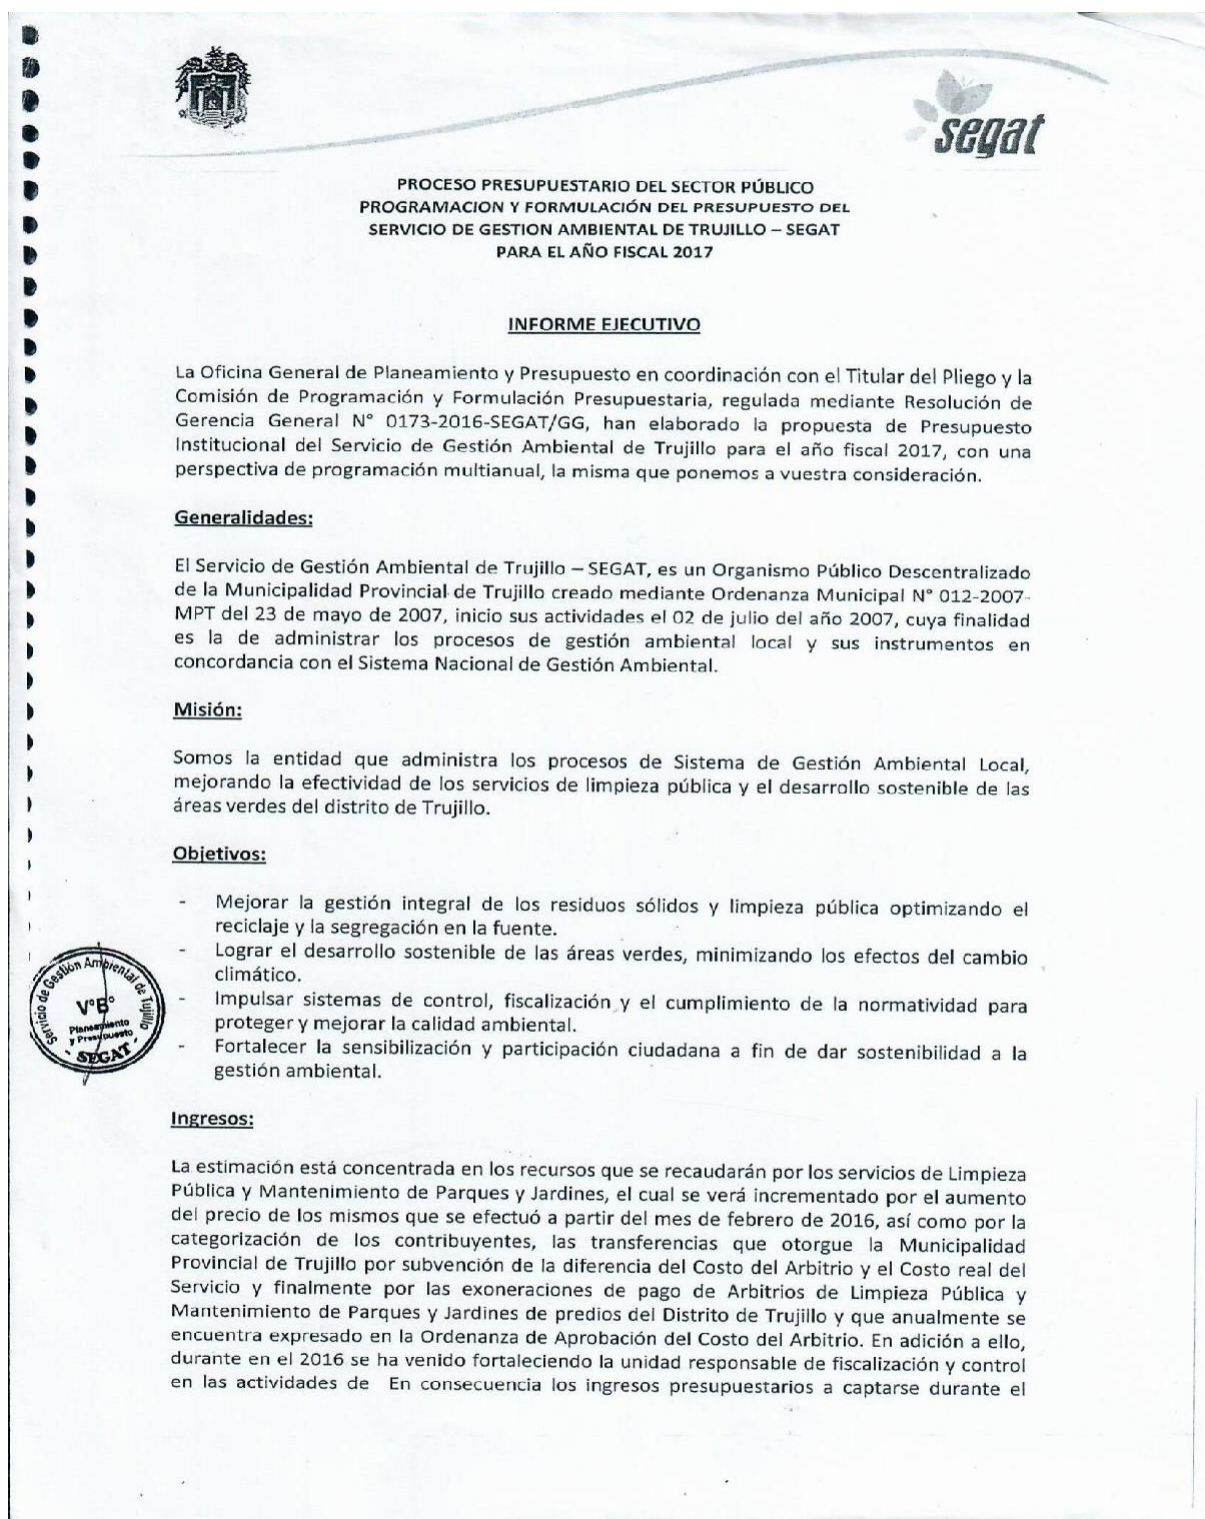 segat
PROCESO PRESUPUESTARIO DEL SECTOR PÚBLICO
PROGRAMACION Y FORMULACIÓN DEL PRESUPUESTO DEL
SERVICIO DE GESTION AMBIENTAL DE TRUJILLO – SEGAT
PARA EL AÑO FISCAL 2017
INFORME EJECUTIVO
La Oficina General de Planeamiento y Presupuesto en coordinación con el Titular del Pliego y la
Comisión de Programación y Formulación Presupuestaria, regulada mediante Resolución de
Gerencia General N° 0173-2016-SEGAT/GG, han elaborado la propuesta de Presupuesto
Institucional del Servicio de Gestión Ambiental de Trujillo para el año fiscal 2017, con una
perspectiva de programación multianual, la misma que ponemos a vuestra consideración.
Generalidades:
El Servicio de Gestión Ambiental de Trujillo – SEGAT, es un Organismo Público Descentralizado
de la Municipalidad Provincial de Trujillo creado mediante Ordenanza Municipal N° 012-2007-
MPT del 23 de mayo de 2007, inicio sus actividades el 02 de julio del año 2007, cuya finalidad
es la de administrar los procesos de gestión ambiental local y sus instrumentos en
concordancia con el Sistema Nacional de Gestión Ambiental.
Misión:
Somos la entidad que administra los procesos de Sistema de Gestión Ambiental Local,
mejorando la efectividad de los servicios de limpieza pública y el desarrollo sostenible de las
áreas verdes del distrito de Trujillo.
Objetivos:
- Mejorar la gestión integral de los residuos sólidos y limpieza pública optimizando el
reciclaje y la segregación en la fuente.
- Lograr el desarrollo sostenible de las áreas verdes, minimizando los efectos del cambio
climático.
- Impulsar sistemas de control, fiscalización y el cumplimiento de la normatividad para
proteger y mejorar la calidad ambiental.
- Fortalecer la sensibilización y participación ciudadana a fin de dar sostenibilidad a la
gestión ambiental.
Servicio de Gestión Ambiental de Trujillo
V°B°
Planeamiento
y Presupuesto
- SEGAT -
Ingresos:
La estimación está concentrada en los recursos que se recaudarán por los servicios de Limpieza
Pública y Mantenimiento de Parques y Jardines, el cual se verá incrementado por el aumento
del precio de los mismos que se efectuó a partir del mes de febrero de 2016, así como por la
categorización de los contribuyentes, las transferencias que otorgue la Municipalidad
Provincial de Trujillo por subvención de la diferencia del Costo del Arbitrio y el Costo real del
Servicio y finalmente por las exoneraciones de pago de Arbitrios de Limpieza Pública y
Mantenimiento de Parques y Jardines de predios del Distrito de Trujillo y que anualmente se
encuentra expresado en la Ordenanza de Aprobación del Costo del Arbitrio. En adición a ello,
durante en el 2016 se ha venido fortaleciendo la unidad responsable de fiscalización y control
en las actividades de  En consecuencia los ingresos presupuestarios a captarse durante el